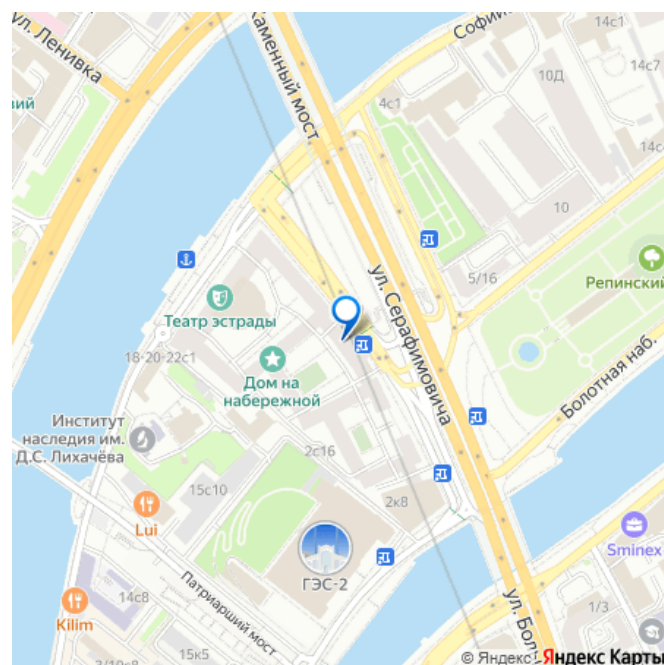 ул. Ленивка
Каменный мост
Софий
14с1
14с7
10Д
4с1
14с
10
5/16
Репинский
ул. Серафимовича
Театр эстрады
18-20-22с1
Дом на
набережной
Болотная наб.
Институт
наследия им.
Д.С. Лихачёва
2с16
15с10
2к8
Lui
ГЭС-2
Sminex
Патриарший мост
14с8
Kilim
15к5
1/3
ул. Боль
© Яндекс
Яндекс Карты